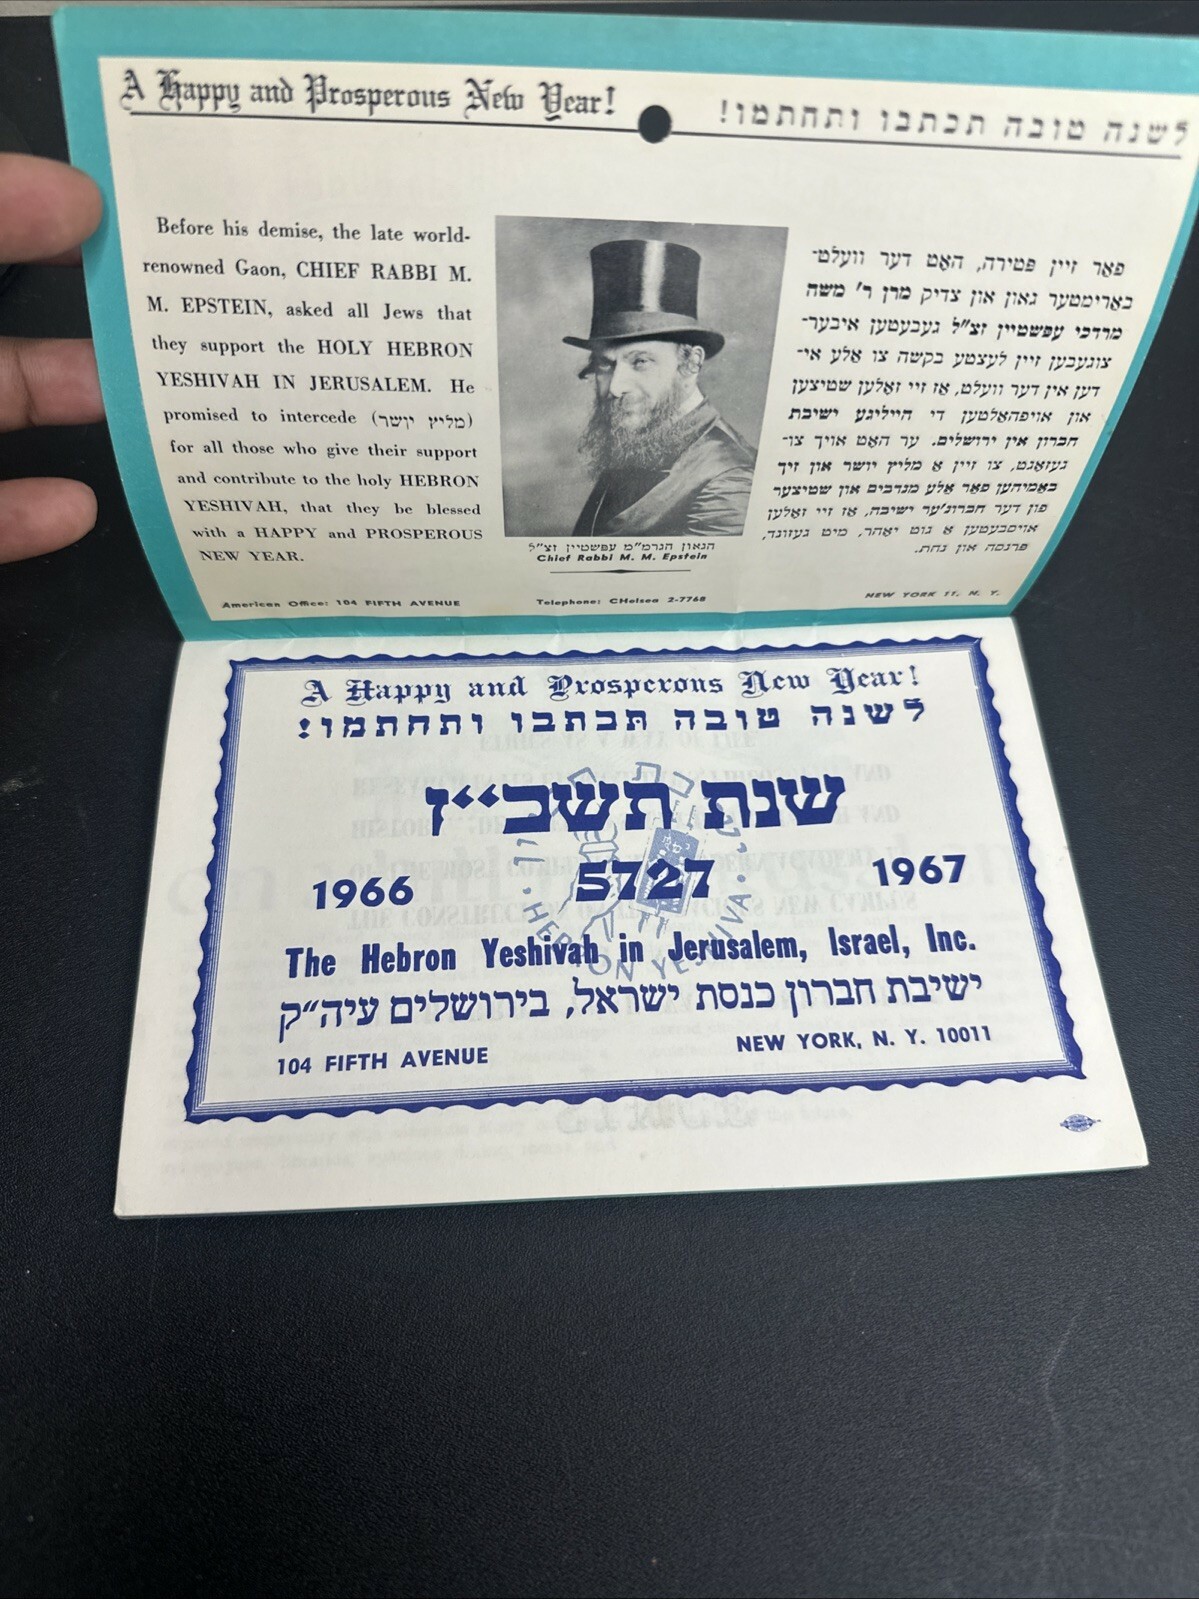 A Happy and Prosperous New Year!
לשנה טובה תכתבו ותחתמו!
Before his demise, the late world-
renowned Gaon, CHIEF RABBI M.
M. EPSTEIN, asked all Jews that
they support the HOLY HEBRON
YESHIVAH IN JERUSALEM. He
promised to intercede (מליץ יושר)
for all those who give their support
and contribute to the holy HEBRON
YESHIVAH, that they be blessed
with a HAPPY and PROSPEROUS
NEW YEAR.
הגאון הגרמ"מ עפשטיין זצ"ל
Chief Rabbi M. M. Epstein
פאר זיין פטירה, האט דער וועלט-
בארימטער גאון און צדיק מרן ר' משה
מרדכי עפשטיין זצ"ל געבעטען איבער-
צוגעבען זיין לעצטע בקשה צו אלע אי-
דען אין דער וועלט, אז זיי זאלען שטיצען
און אויפהאלטען די הייליגע ישיבת
חברון אין ירושלים. ער האט אויך צו-
געזאגט, צו זיין א מליץ יושר און זיך
באמיהען פאר אלע מנדבים און שטיצער
פון דער חברונ'ער ישיבה, אז זיי זאלען
אויסבעטען א גוט יאהר, מיט געזונד,
פרנסה און נחת.
American Office: 104 FIFTH AVENUE
Telephone: CHelsea 2-7768
NEW YORK 11, N. Y.
A Happy and Prosperous New Year!
לשנה טובה תכתבו ותחתמו!
שנת תשכ"ז
1966 5727 1967
HEBRON YESHIVA
The Hebron Yeshivah in Jerusalem, Israel, Inc.
ישיבת חברון כנסת ישראל, בירושלים עיה"ק
104 FIFTH AVENUE
NEW YORK, N. Y. 10011